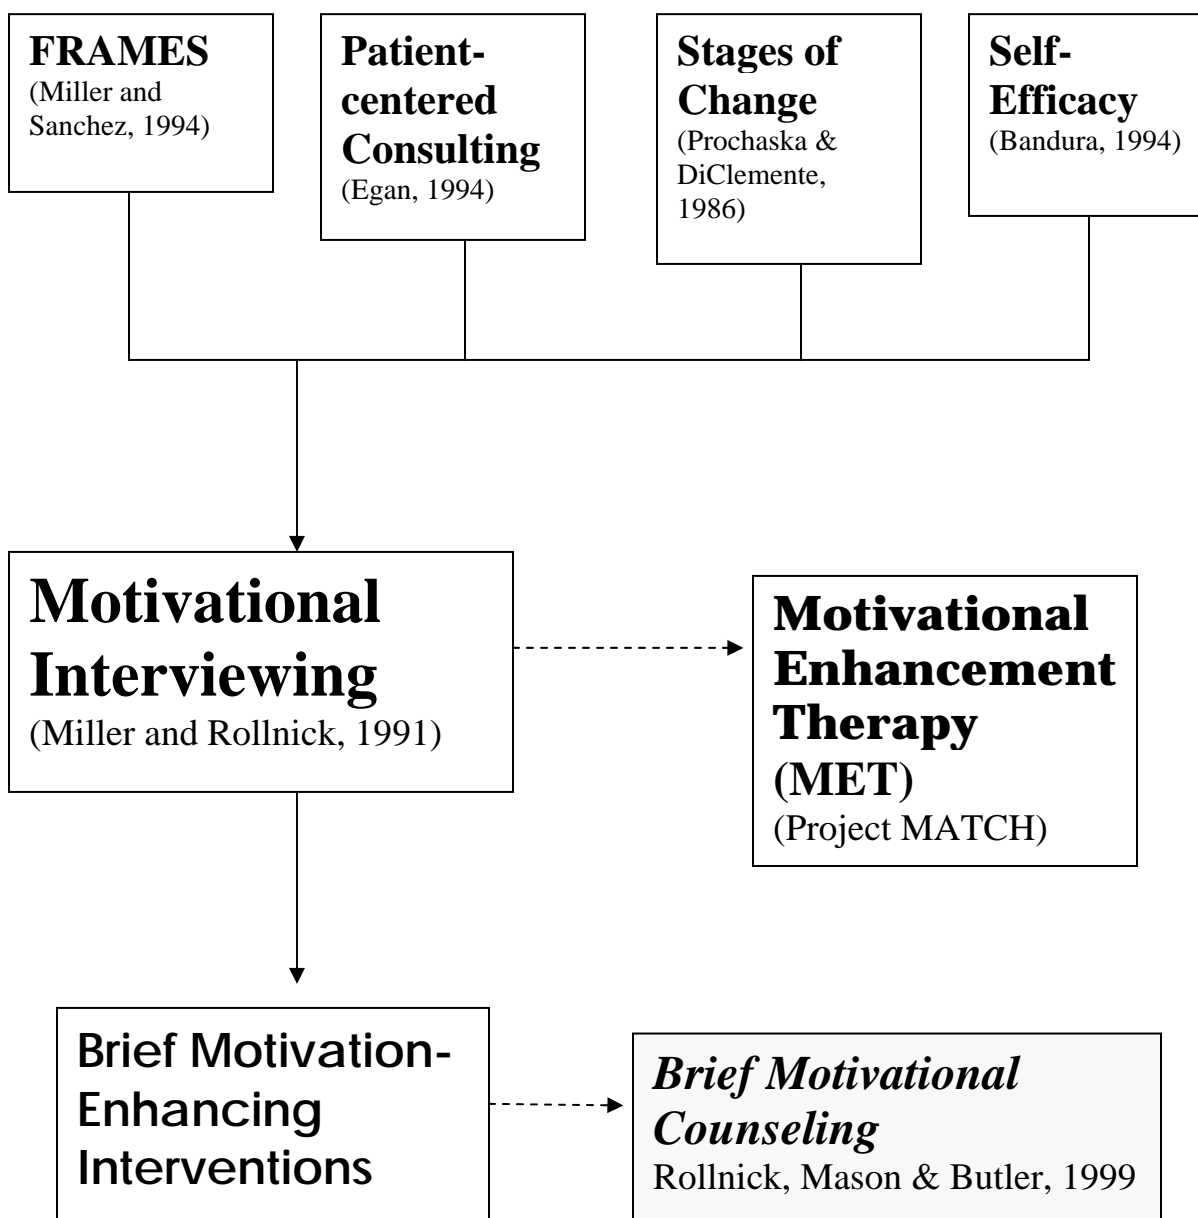 FRAMES
(Miller and
Sanchez, 1994)
Patient-
centered
Consulting
(Egan, 1994)
Stages of
Change
(Prochaska &
DiClemente,
1986)
Self-
Efficacy
(Bandura, 1994)
Motivational
Interviewing
(Miller and Rollnick, 1991)
Motivational
Enhancement
Therapy
(MET)
(Project MATCH)
Brief Motivation-
Enhancing
Interventions
Brief Motivational
Counseling
Rollnick, Mason & Butler, 1999